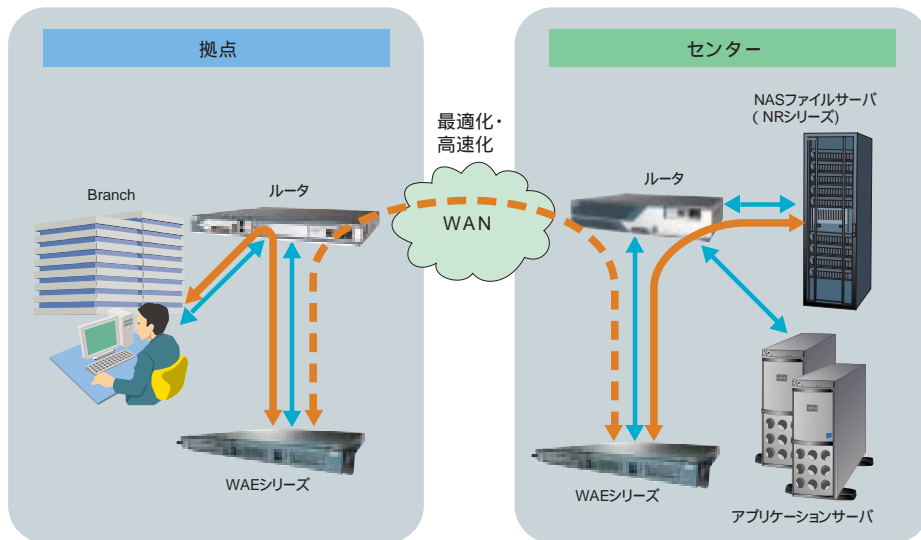 拠点
センター
NASファイルサーバ
( NRシリーズ)
最適化・
高速化
Branch
ルータ
ルータ
WAN
WAEシリーズ
WAEシリーズ
アプリケーションサーバ